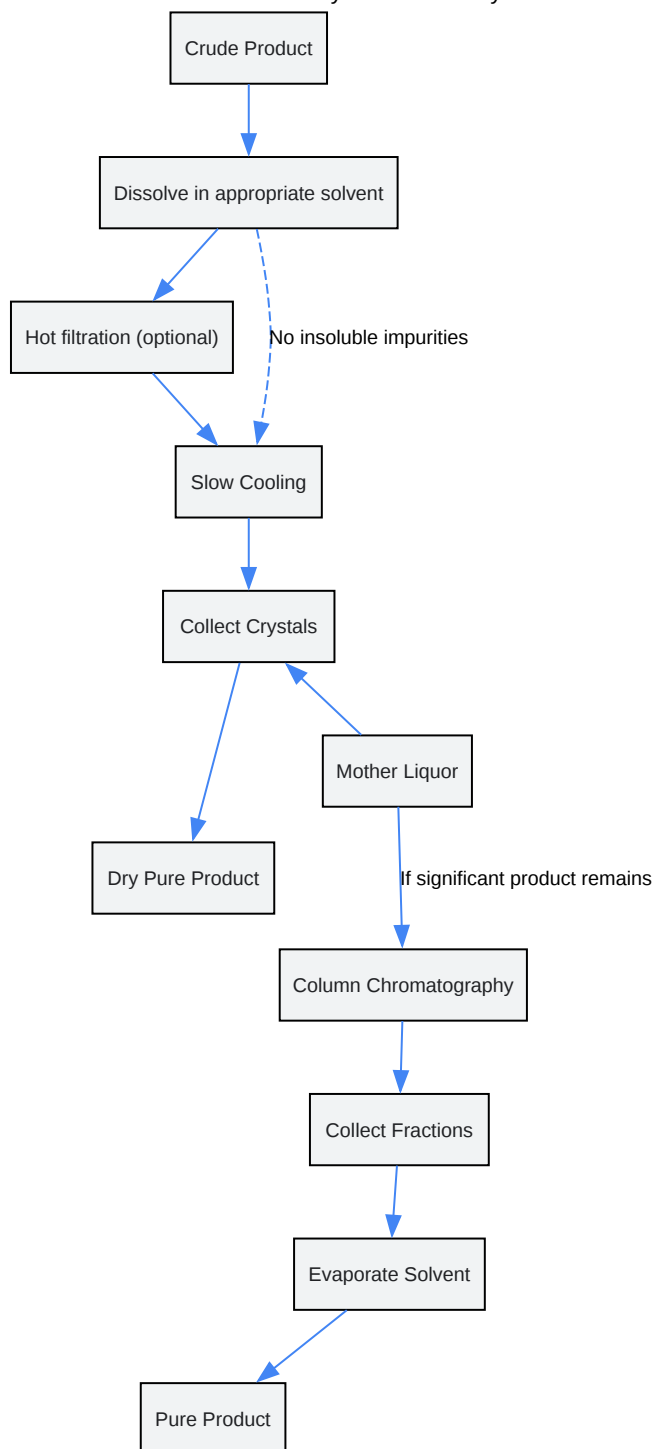 Crude Product
Dissolve in appropriate solvent
Hot filtration (optional)
No insoluble impurities
Slow Cooling
Collect Crystals
Mother Liquor
Dry Pure Product
If significant product remains
Column Chromatography
Collect Fractions
Evaporate Solvent
Pure Product